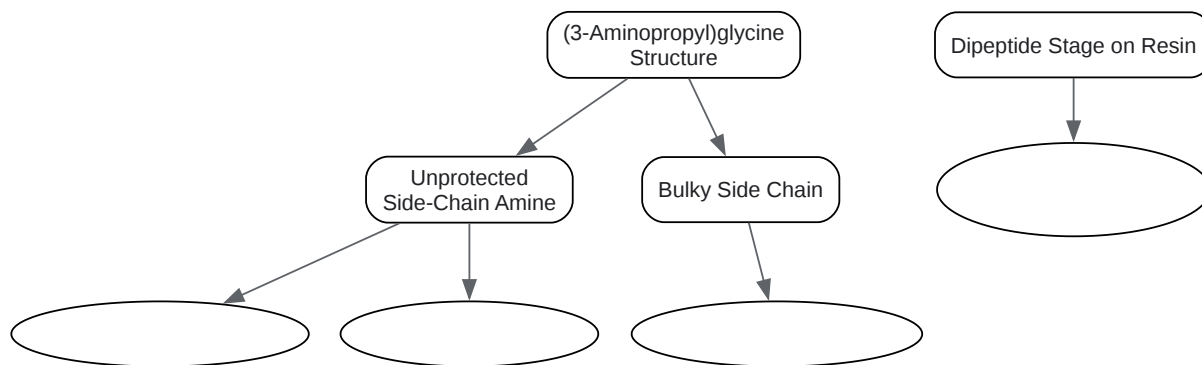 (3-Aminopropyl)glycine
Structure
Dipeptide Stage on Resin
Unprotected
Side-Chain Amine
Bulky Side Chain